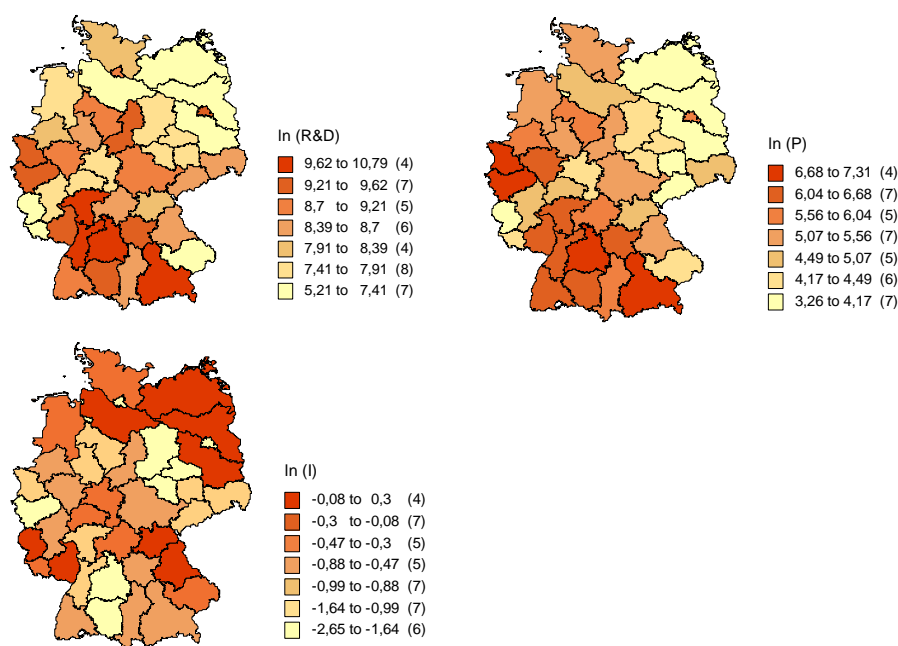 ln (R&D)
9,62 to 10,79 (4)
9,21 to 9,62 (7)
8,7 to 9,21 (5)
8,39 to 8,7 (6)
7,91 to 8,39 (4)
7,41 to 7,91 (8)
5,21 to 7,41 (7)
ln (P)
6,68 to 7,31 (4)
6,04 to 6,68 (7)
5,56 to 6,04 (5)
5,07 to 5,56 (7)
4,49 to 5,07 (5)
4,17 to 4,49 (6)
3,26 to 4,17 (7)
ln (I)
-0,08 to 0,3 (4)
-0,3 to -0,08 (7)
-0,47 to -0,3 (5)
-0,88 to -0,47 (5)
-0,99 to -0,88 (7)
-1,64 to -0,99 (7)
-2,65 to -1,64 (6)